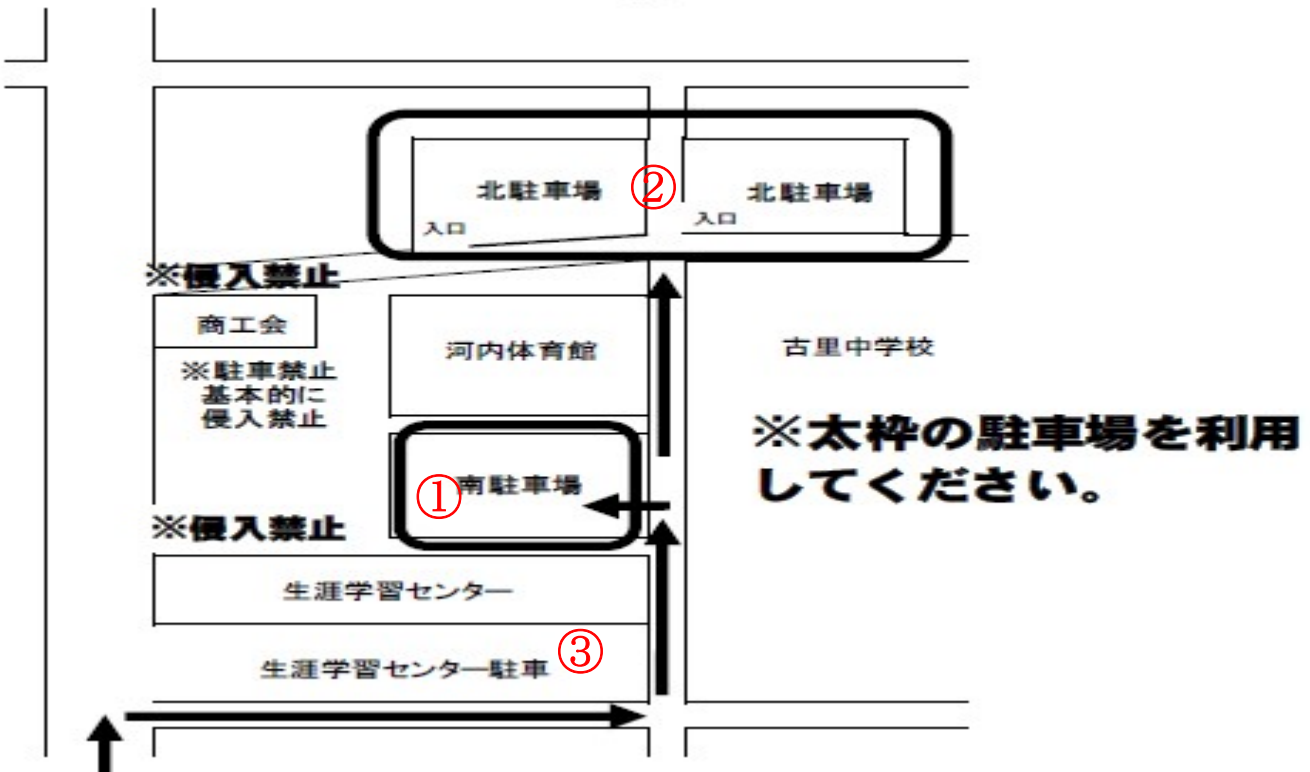 北駐車場
②
北駐車場
入口
入口
※侵入禁止
商工会
河内体育館
古里中学校
※駐車禁止
基本的に
侵入禁止
※太枠の駐車場を利用
してください。
①
南駐車場
※侵入禁止
生涯学習センター
③
生涯学習センター駐車